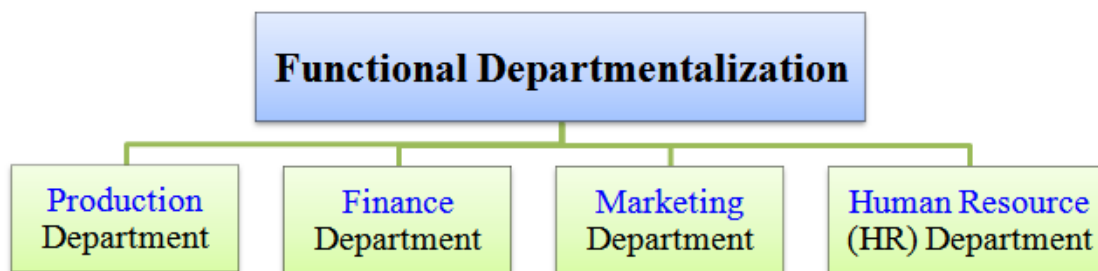 Functional Departmentalization
Production
Department
Finance
Department
Marketing
Department
Human Resource
(HR) Department